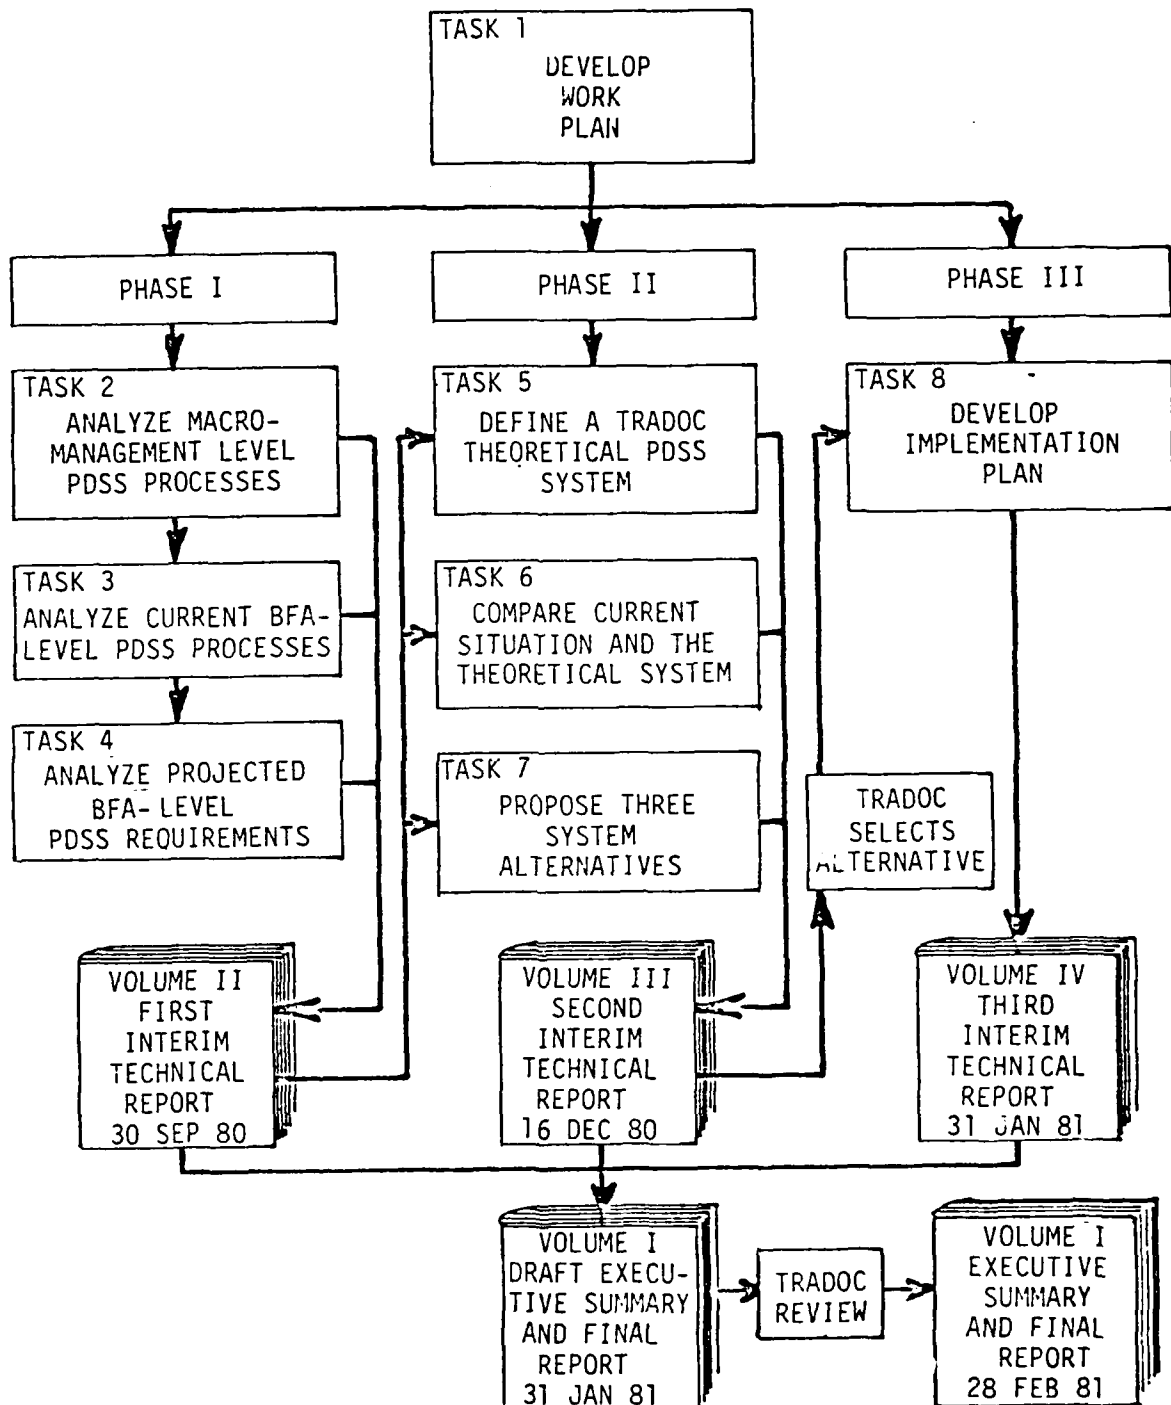 TASK 1
DEVELOP
WORK
PLAN
PHASE I
PHASE II
PHASE III
TASK 2
ANALYZE MACRO-
MANAGEMENT LEVEL
PDSS PROCESSES
TASK 3
ANALYZE CURRENT BFA-
LEVEL PDSS PROCESSES
TASK 4
ANALYZE PROJECTED
BFA-LEVEL
PDSS REQUIREMENTS
TASK 5
DEFINE A TRADOC
THEORETICAL PDSS
SYSTEM
TASK 6
COMPARE CURRENT
SITUATION AND THE
THEORETICAL SYSTEM
TASK 7
PROPOSE THREE
SYSTEM
ALTERNATIVES
TASK 8
DEVELOP
IMPLEMENTATION
PLAN
TRADOC
SELECTS
ALTERNATIVE
VOLUME II
FIRST
INTERIM
TECHNICAL
REPORT
30 SEP 80
VOLUME III
SECOND
INTERIM
TECHNICAL
REPORT
16 DEC 80
VOLUME IV
THIRD
INTERIM
TECHNICAL
REPORT
31 JAN 81
VOLUME I
DRAFT EXECU-
TIVE SUMMARY
AND FINAL
REPORT
31 JAN 81
TRADOC
REVIEW
VOLUME I
EXECUTIVE
SUMMARY
AND FINAL
REPORT
28 FEB 81